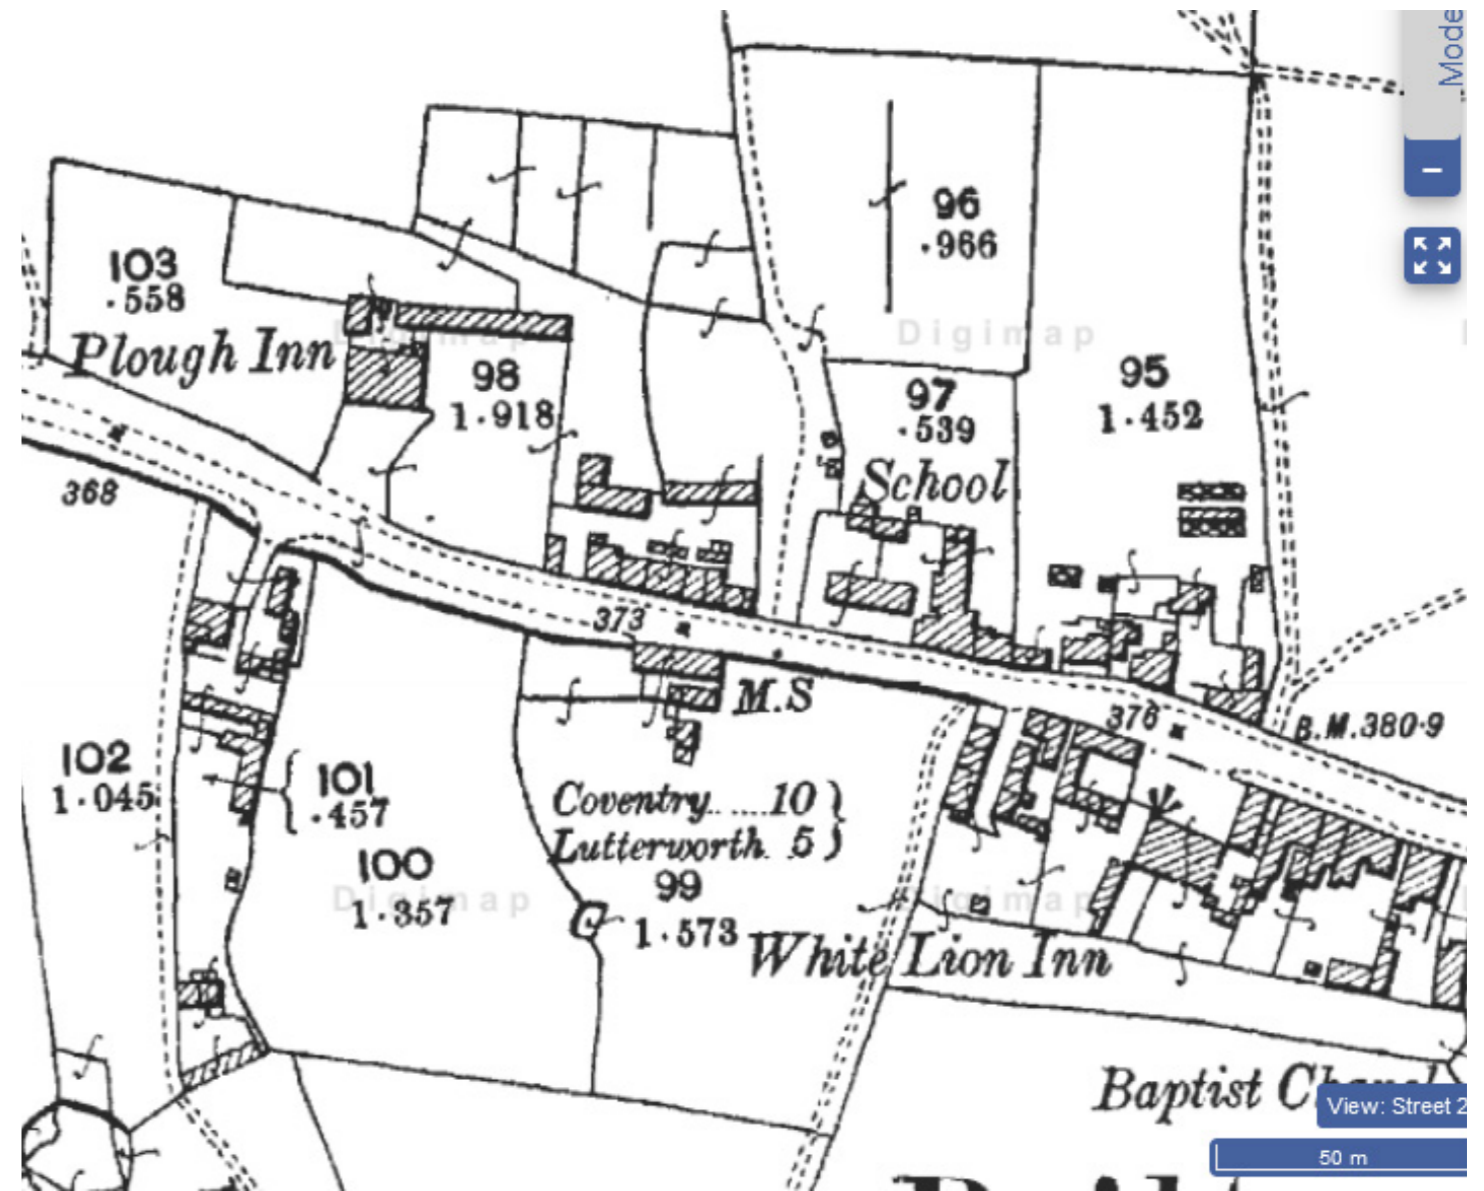 Mode
96
.966
103
.558
Digimap
Digimap
Plough Inn
98
1.918
97
.539
95
1.452
School
368
373
M.S
376
B.M.380.9
102
1.045
101
.457
Coventry....10
Lutterworth. 5
100
1.357
99
1.573
Digimap
Digimap
White Lion Inn
Baptist Chapel
View: Street 2
50 m